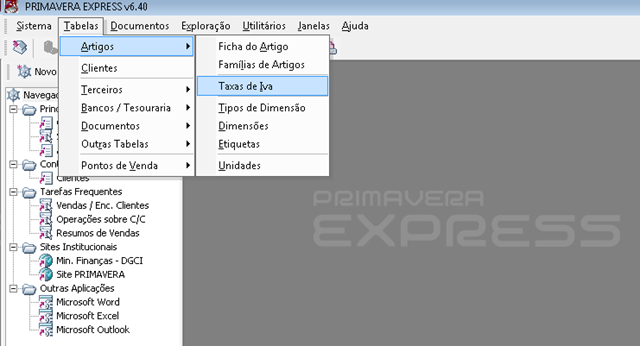 PRIMAVERA EXPRESS v6.40
Sistema Tabelas Documentos Exploração Utilitários Janelas Ajuda
Novo
Artigos
Clientes
Terceiros
Bancos / Tesouraria
Documentos
Outras Tabelas
Pontos de Venda
Ficha do Artigo
Famílias de Artigos
Taxas de Iva
Tipos de Dimensão
Dimensões
Etiquetas
Unidades
Navega
Prin
Con
Clientes
Tarefas Frequentes
Vendas / Enc. Clientes
Operações sobre C/C
Resumos de Vendas
Sites Institucionais
Min. Finanças - DGCI
Site PRIMAVERA
Outras Aplicações
Microsoft Word
Microsoft Excel
Microsoft Outlook
PRIMAVERA
EXPRESS